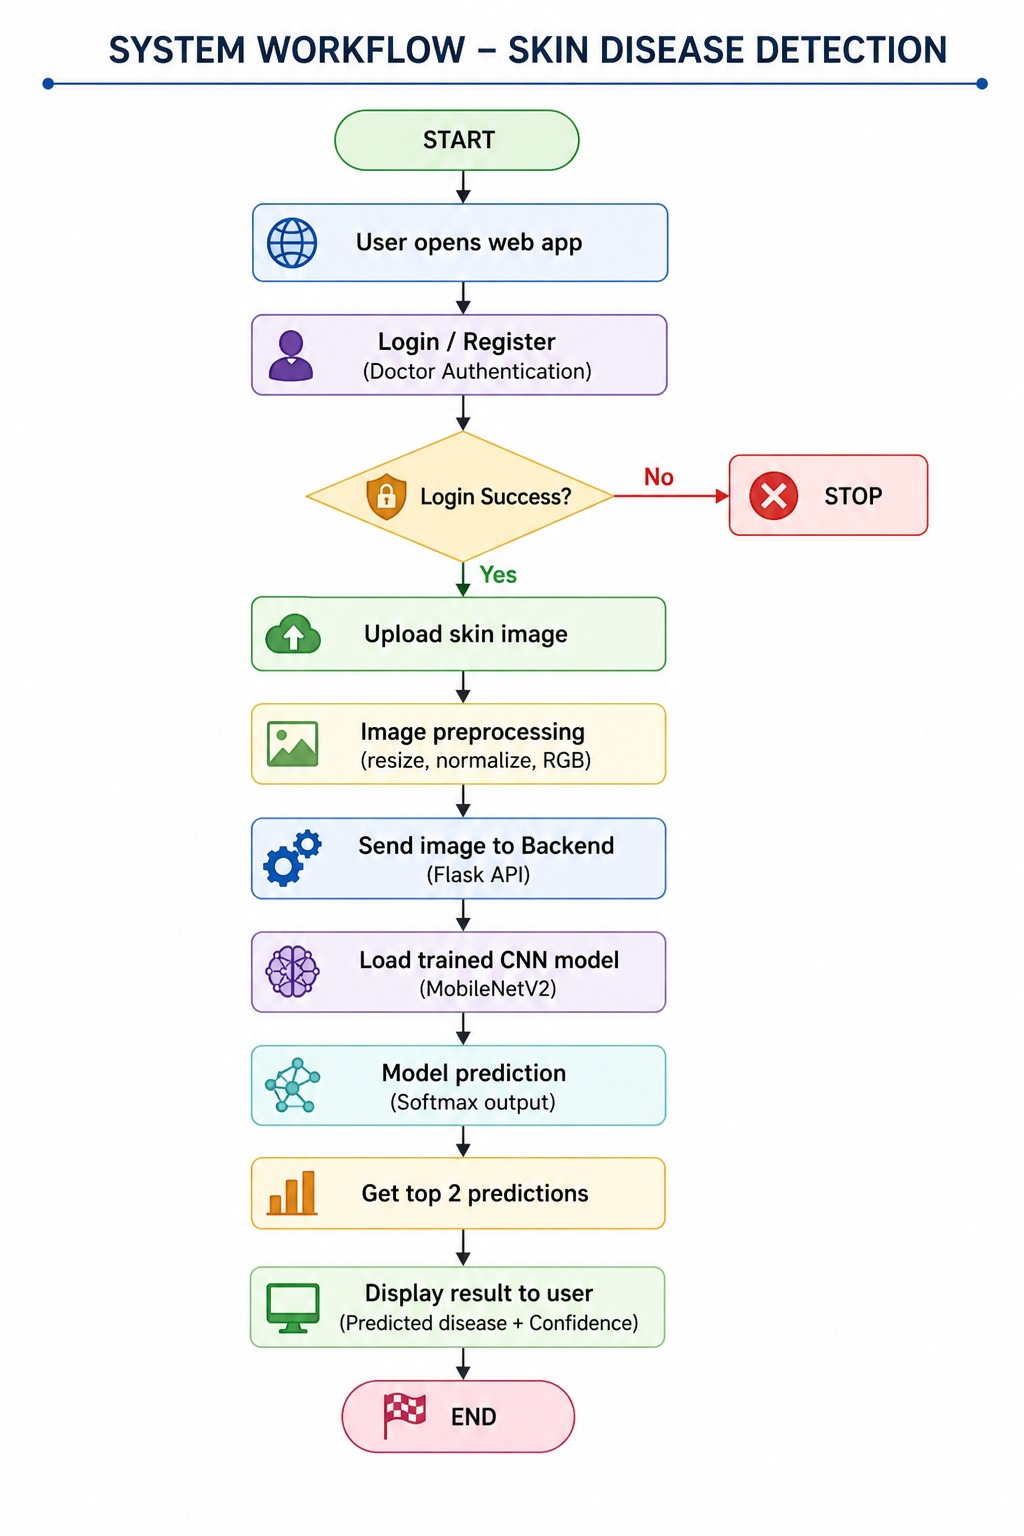 SYSTEM WORKFLOW – SKIN DISEASE DETECTION
START
User opens web app
Login / Register
(Doctor Authentication)
Login Success?
No
STOP
Yes
Upload skin image
Image preprocessing
(resize, normalize, RGB)
Send image to Backend
(Flask API)
Load trained CNN model
(MobileNetV2)
Model prediction
(Softmax output)
Get top 2 predictions
Display result to user
(Predicted disease + Confidence)
END